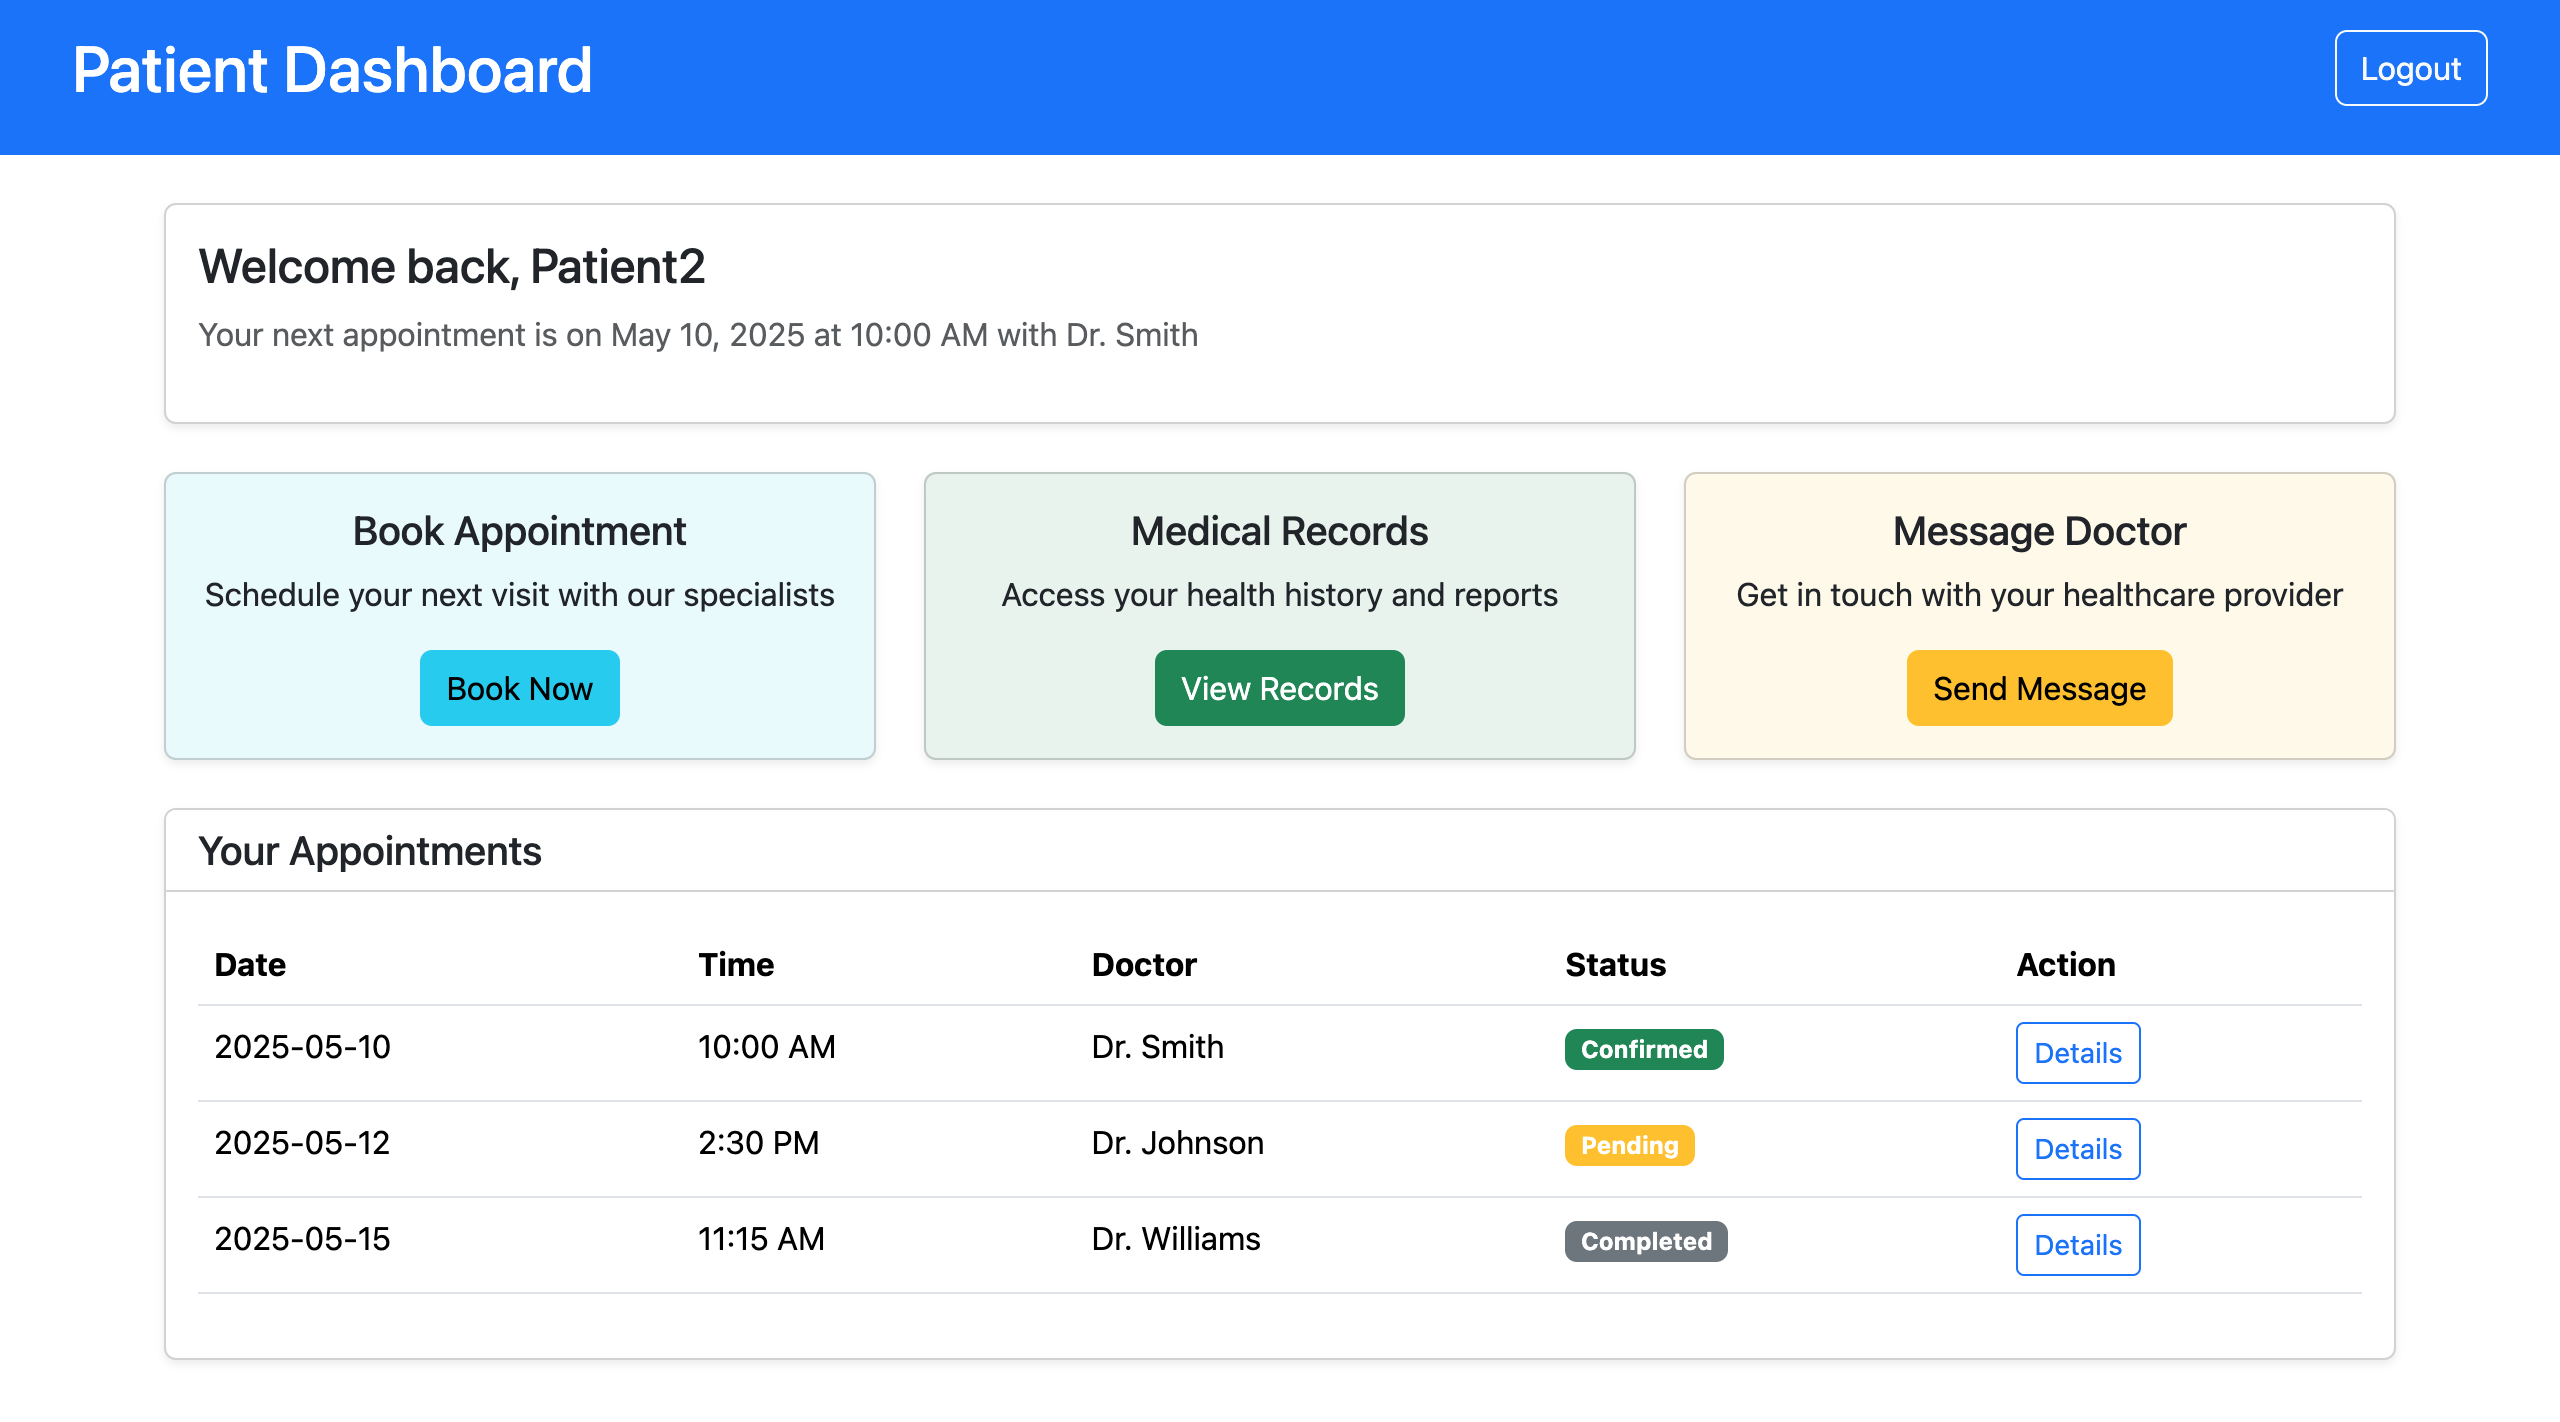 Patient Dashboard
Logout
Welcome back, Patient2
Your next appointment is on May 10, 2025 at 10:00 AM with Dr. Smith
Book Appointment
Schedule your next visit with our specialists
Book Now
Medical Records
Access your health history and reports
View Records
Message Doctor
Get in touch with your healthcare provider
Send Message
Your Appointments
Date Time Doctor Status Action
2025-05-10 10:00 AM Dr. Smith Confirmed Details
2025-05-12 2:30 PM Dr. Johnson Pending Details
2025-05-15 11:15 AM Dr. Williams Completed Details